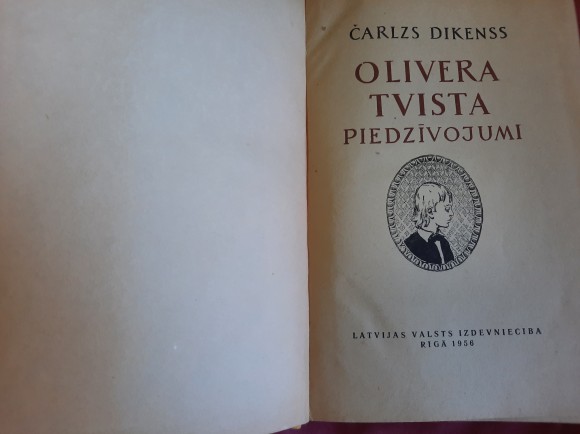 ČARLZS DIKENSS
OLIVERA
TVISTA
PIEDZĪVOJUMI
LATVIJAS VALSTS IZDEVNIECĪBA
RĪGĀ 1956